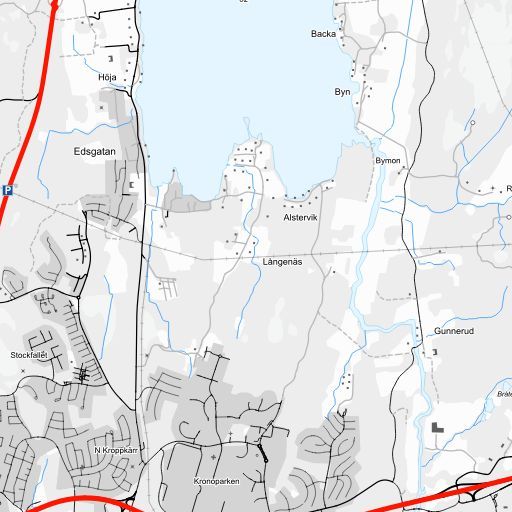 Backa
Höja
Byn
Edsgatan
Bymon
P
Alstervik
Långenäs
Gunnerud
Stockfallet
N Kroppkärr
Kronoparken